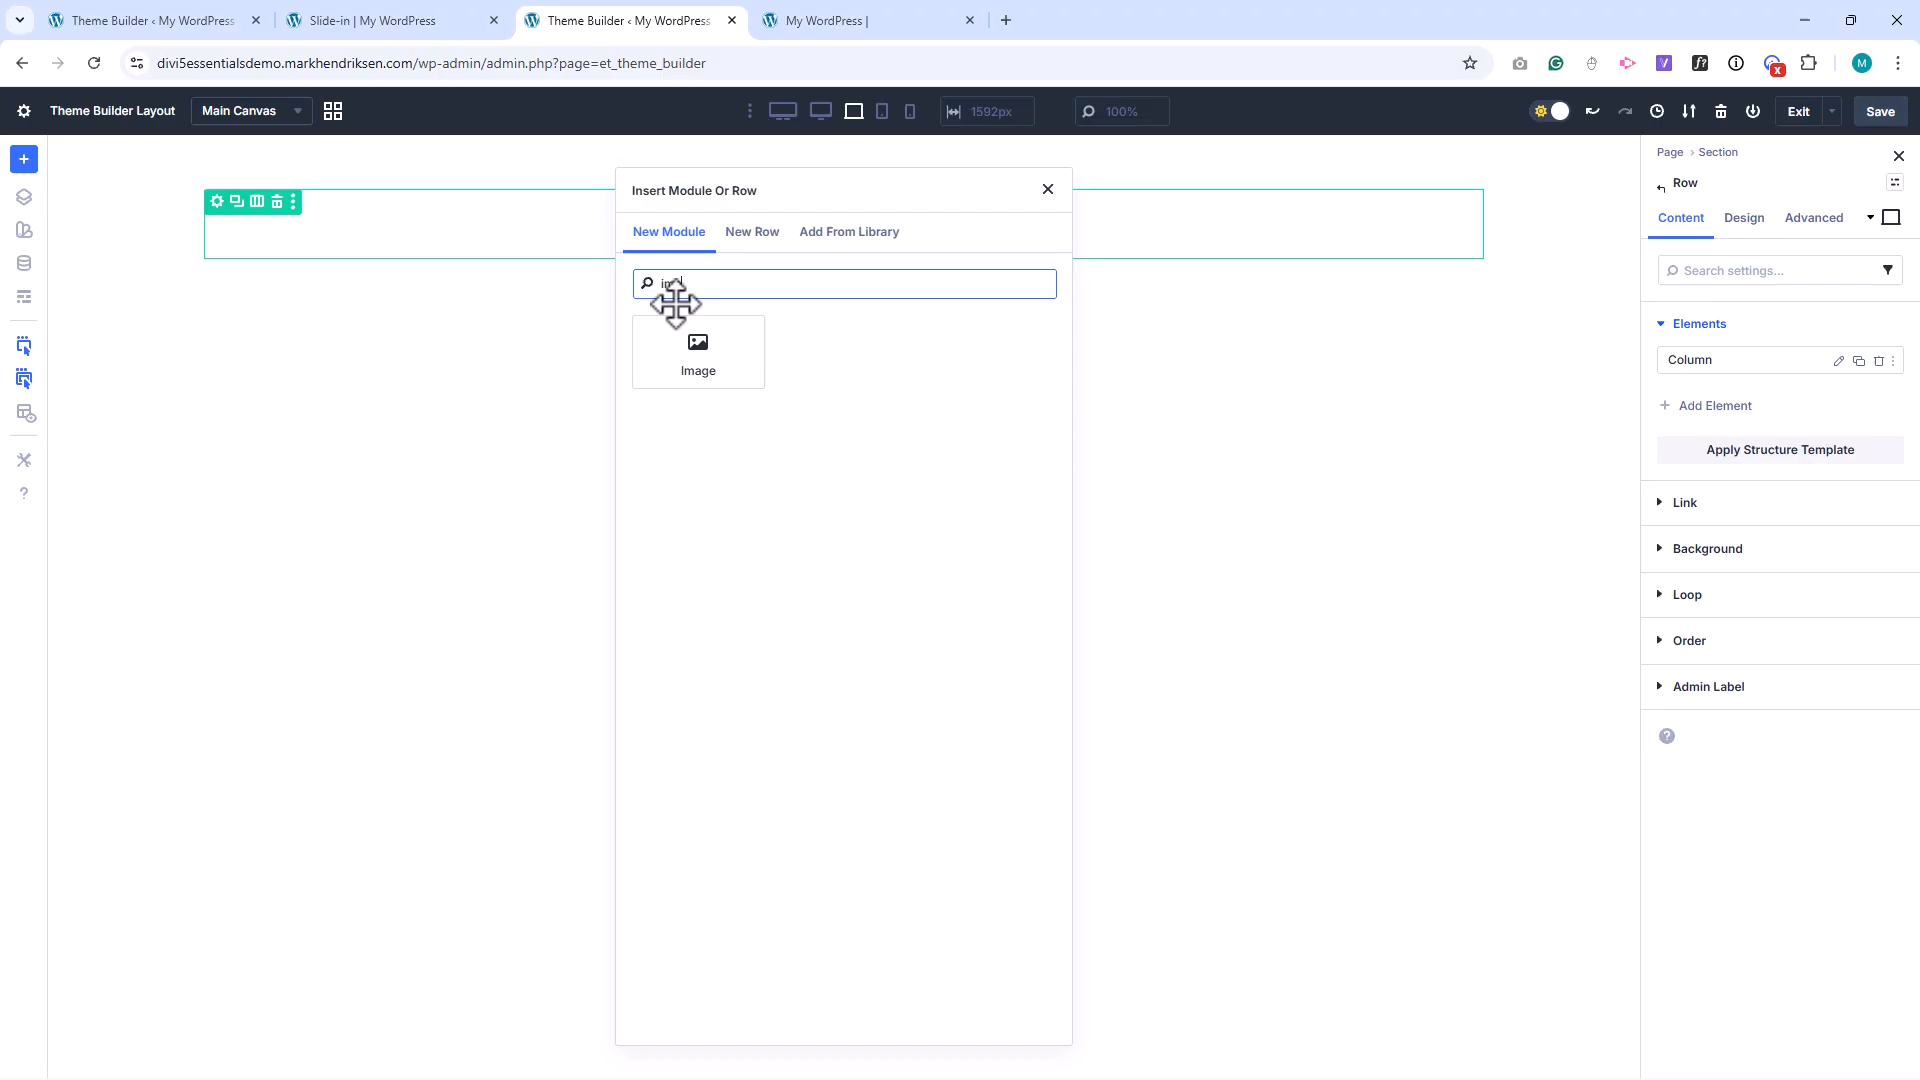 Theme Builder ‹ My WordPress
Slide-in | My WordPress
Theme Builder ‹ My WordPress
My WordPress |
divi5essentialsdemo.markhendriksen.com/wp-admin/admin.php?page=et_theme_builder
M
Theme Builder Layout
Main Canvas
1592px
100%
Exit
Save
Page › Section
Row
Content
Design
Advanced
Search settings...
Elements
Column
+ Add Element
Apply Structure Template
Link
Background
Loop
Order
Admin Label
?
Insert Module Or Row
New Module
New Row
Add From Library
Image